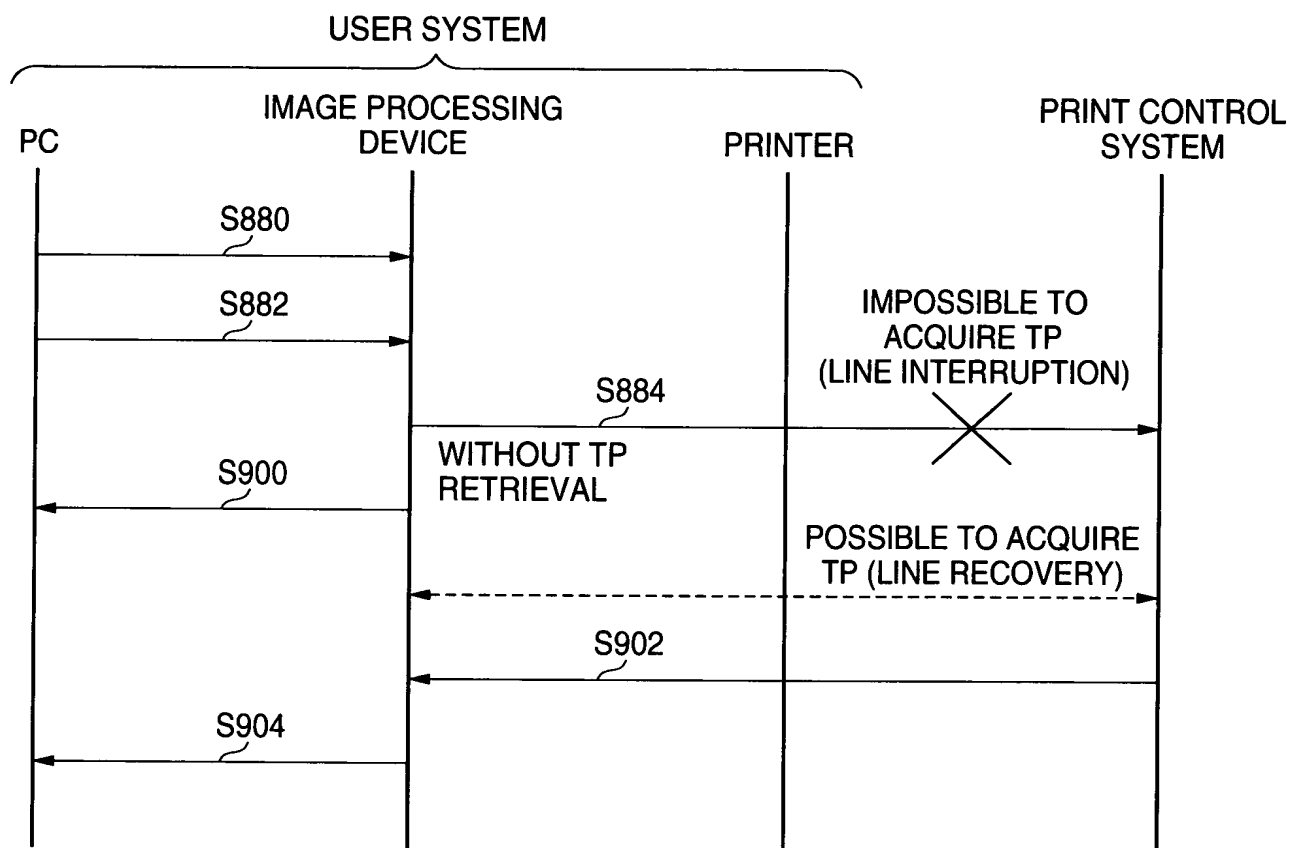 USER SYSTEM
IMAGE PROCESSING
DEVICE
PC
PRINTER
PRINT CONTROL
SYSTEM
S880
S882
IMPOSSIBLE TO
ACQUIRE TP
(LINE INTERRUPTION)
S884
WITHOUT TP
RETRIEVAL
S900
POSSIBLE TO ACQUIRE
TP (LINE RECOVERY)
S902
S904